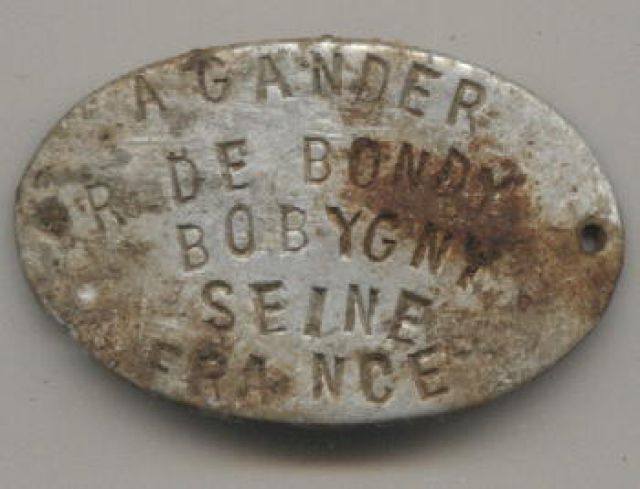 A GANDER
R. DE BONDY
BOBYGNY
SEINE
FRANCE